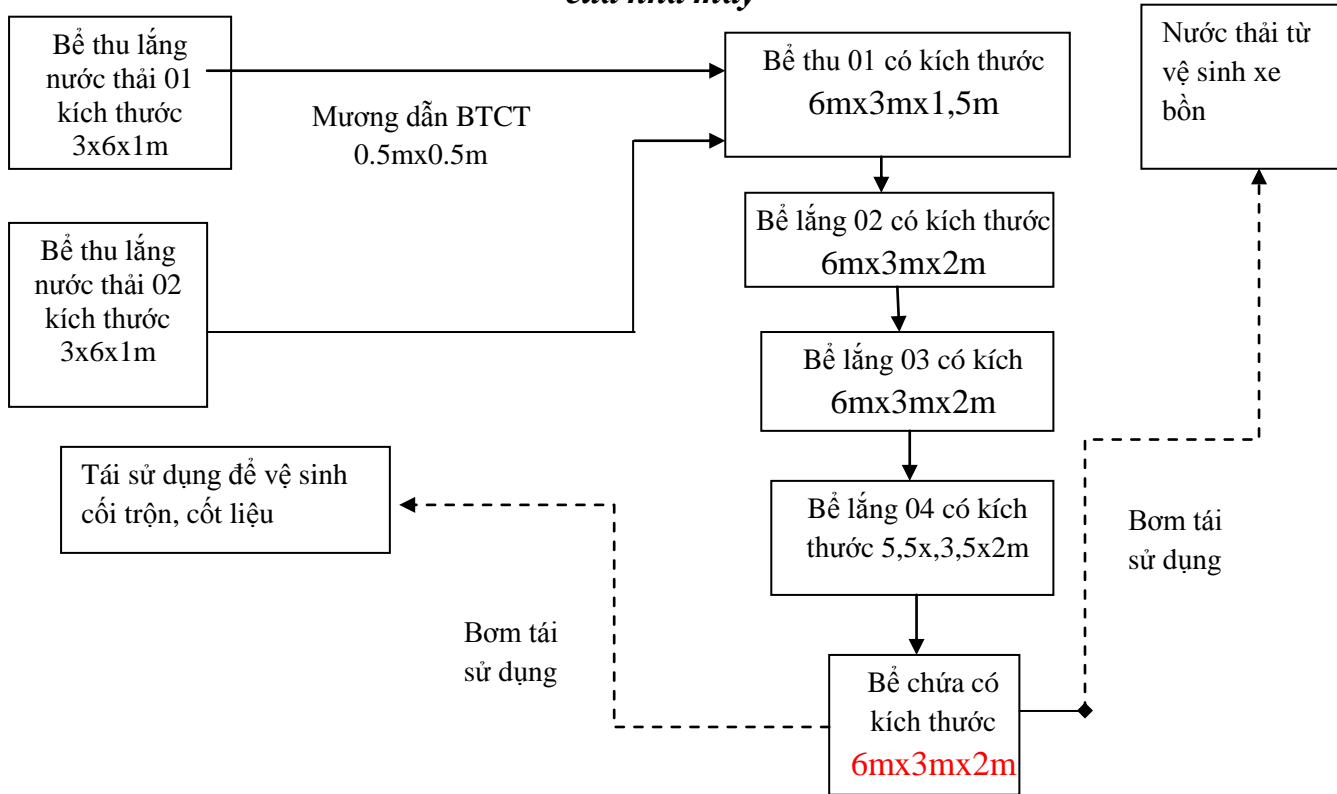 của nhà máy
Bể thu lắng
nước thải 01
kích thước
3x6x1m
Mương dẫn BTCT
0.5mx0.5m
Bể thu 01 có kích thước
6mx3mx1,5m
Nước thải từ
vệ sinh xe
bồn
Bể thu lắng
nước thải 02
kích thước
3x6x1m
Bể lắng 02 có kích thước
6mx3mx2m
Bể lắng 03 có kích
6mx3mx2m
Tái sử dụng để vệ sinh
cối trộn, cốt liệu
Bể lắng 04 có kích
thước 5,5x,3,5x2m
Bơm tái
sử dụng
Bơm tái
sử dụng
Bể chứa có
kích thước
6mx3mx2m